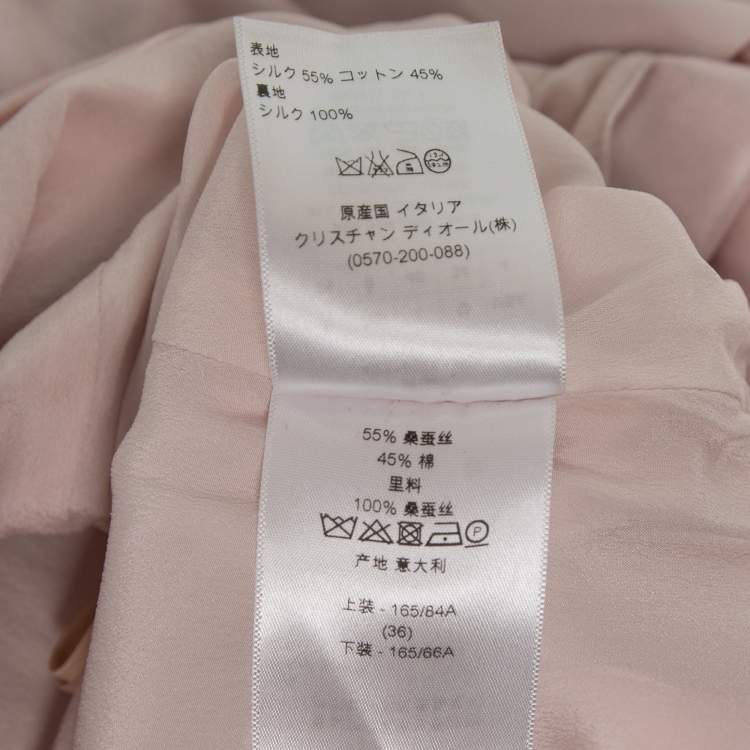 表地
シルク 55% コットン 45%
裏地
シルク 100%
原産国 イタリア
クリスチャン ディオール(株)
(0570-200-088)
55% 桑蚕丝
45% 棉
里料
100% 桑蚕丝
P
产地 意大利
上装 - 165/84A
(36)
下装 - 165/66A